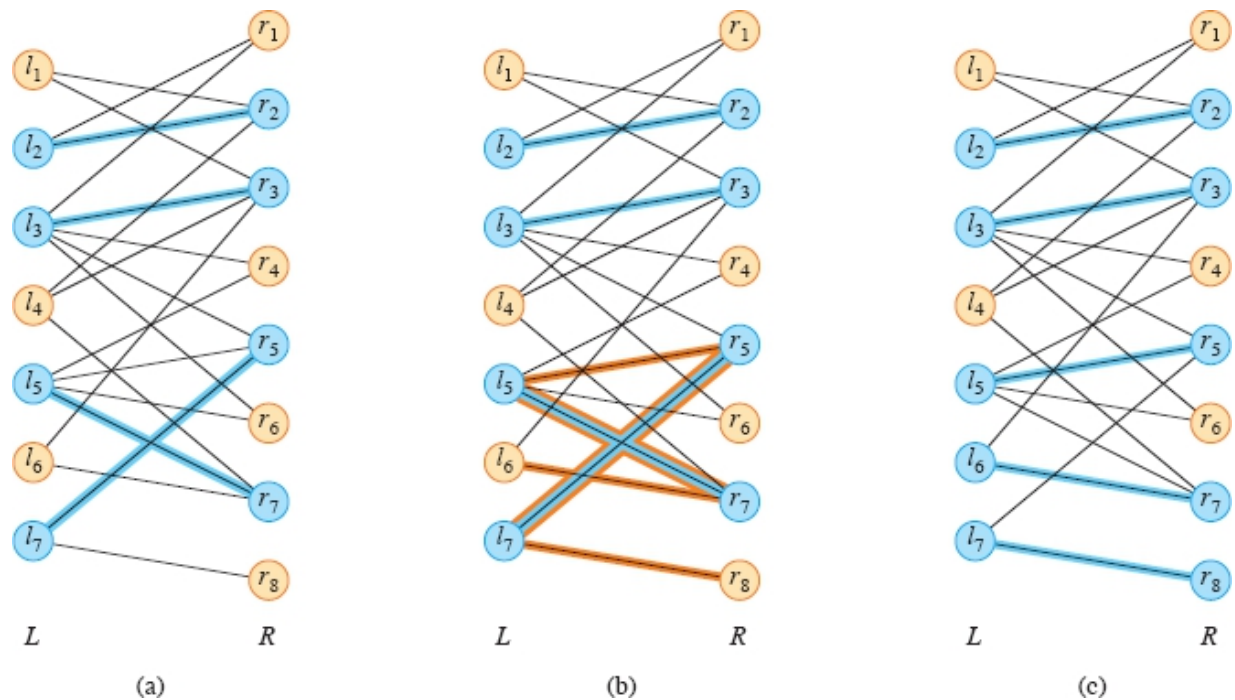 r1 r1 r1
l1 l1 l1
r2 r2 r2
l2 l2 l2
r3 r3 r3
l3 l3 l3
r4 r4 r4
l4 l4 l4
r5 r5 r5
l5 l5 l5
r6 r6 r6
l6 l6 l6
r7 r7 r7
l7 l7 l7
r8 r8 r8
L R L R L R
(a) (b) (c)